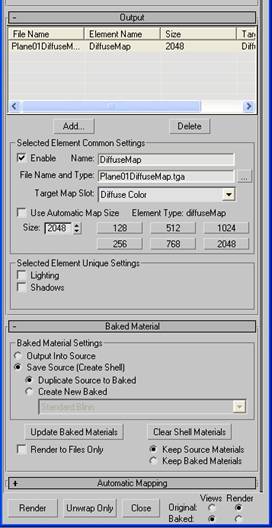 - Output
File Name Element Name Size Tar
Plane01DiffuseM... DiffuseMap 2048 Diffu
Add... Delete
Selected Element Common Settings
Enable Name: DiffuseMap
File Name and Type: Plane01DiffuseMap.tga ...
Target Map Slot: Diffuse Color
Use Automatic Map Size Element Type: diffuseMap
Size: 2048 128 512 1024
256 768 2048
Selected Element Unique Settings
Lighting
Shadows
- Baked Material
Baked Material Settings
Output Into Source
Save Source (Create Shell)
Duplicate Source to Baked
Create New Baked
Standard:Blinn
Update Baked Materials Clear Shell Materials
Render to Files Only Keep Source Materials
Keep Baked Materials
+ Automatic Mapping
Views Render
Render Unwrap Only Close Original:
Baked: